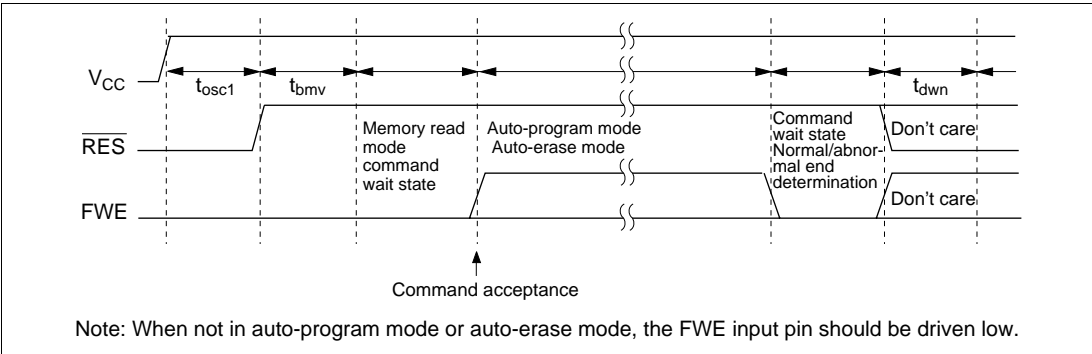 VCC
tosc1
tbmv
tdwn
RES
Memory read
mode
command
wait state
Auto-program mode
Auto-erase mode
Command
wait state
Normal/abnor-
mal end
determination
Don't care
FWE
Don't care
Command acceptance
Note: When not in auto-program mode or auto-erase mode, the FWE input pin should be driven low.